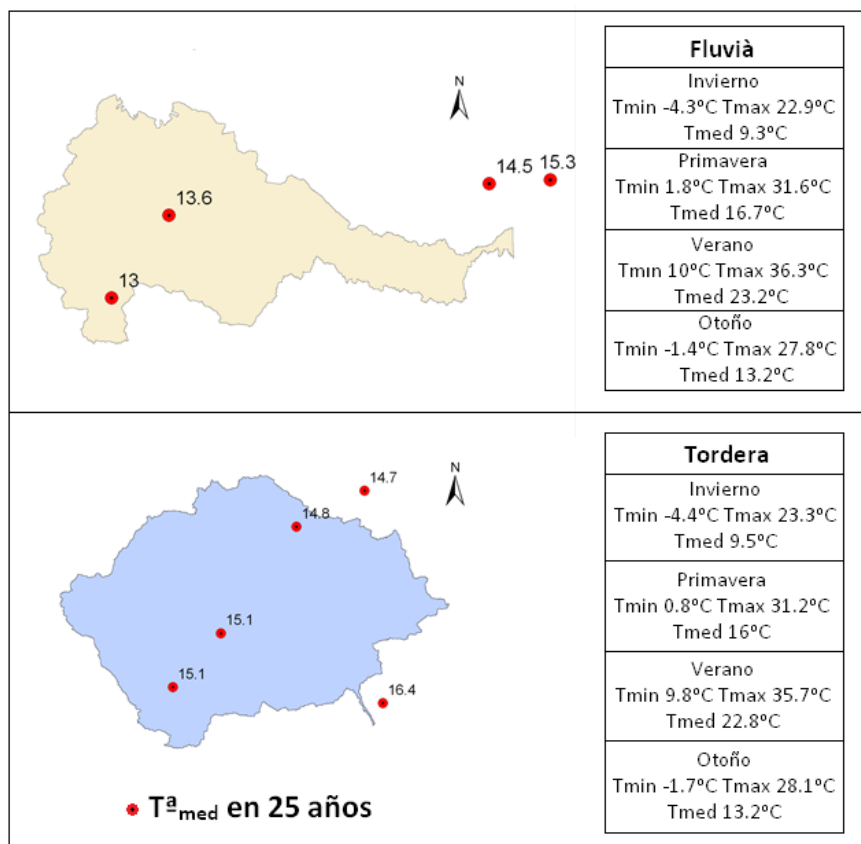 Fluvià
Invierno
Tmin -4.3ºC Tmax 22.9ºC
Tmed 9.3ºC
Primavera
Tmin 1.8ºC Tmax 31.6ºC
Tmed 16.7ºC
Verano
Tmin 10ºC Tmax 36.3ºC
Tmed 23.2ºC
Otoño
Tmin -1.4ºC Tmax 27.8ºC
Tmed 13.2ºC
N
14.5
15.3
13.6
13
Tordera
Invierno
Tmin -4.4ºC Tmax 23.3ºC
Tmed 9.5ºC
Primavera
Tmin 0.8ºC Tmax 31.2ºC
Tmed 16ºC
Verano
Tmin 9.8ºC Tmax 35.7ºC
Tmed 22.8ºC
Otoño
Tmin -1.7ºC Tmax 28.1ºC
Tmed 13.2ºC
N
14.7
14.8
15.1
15.1
16.4
Tªmed en 25 años